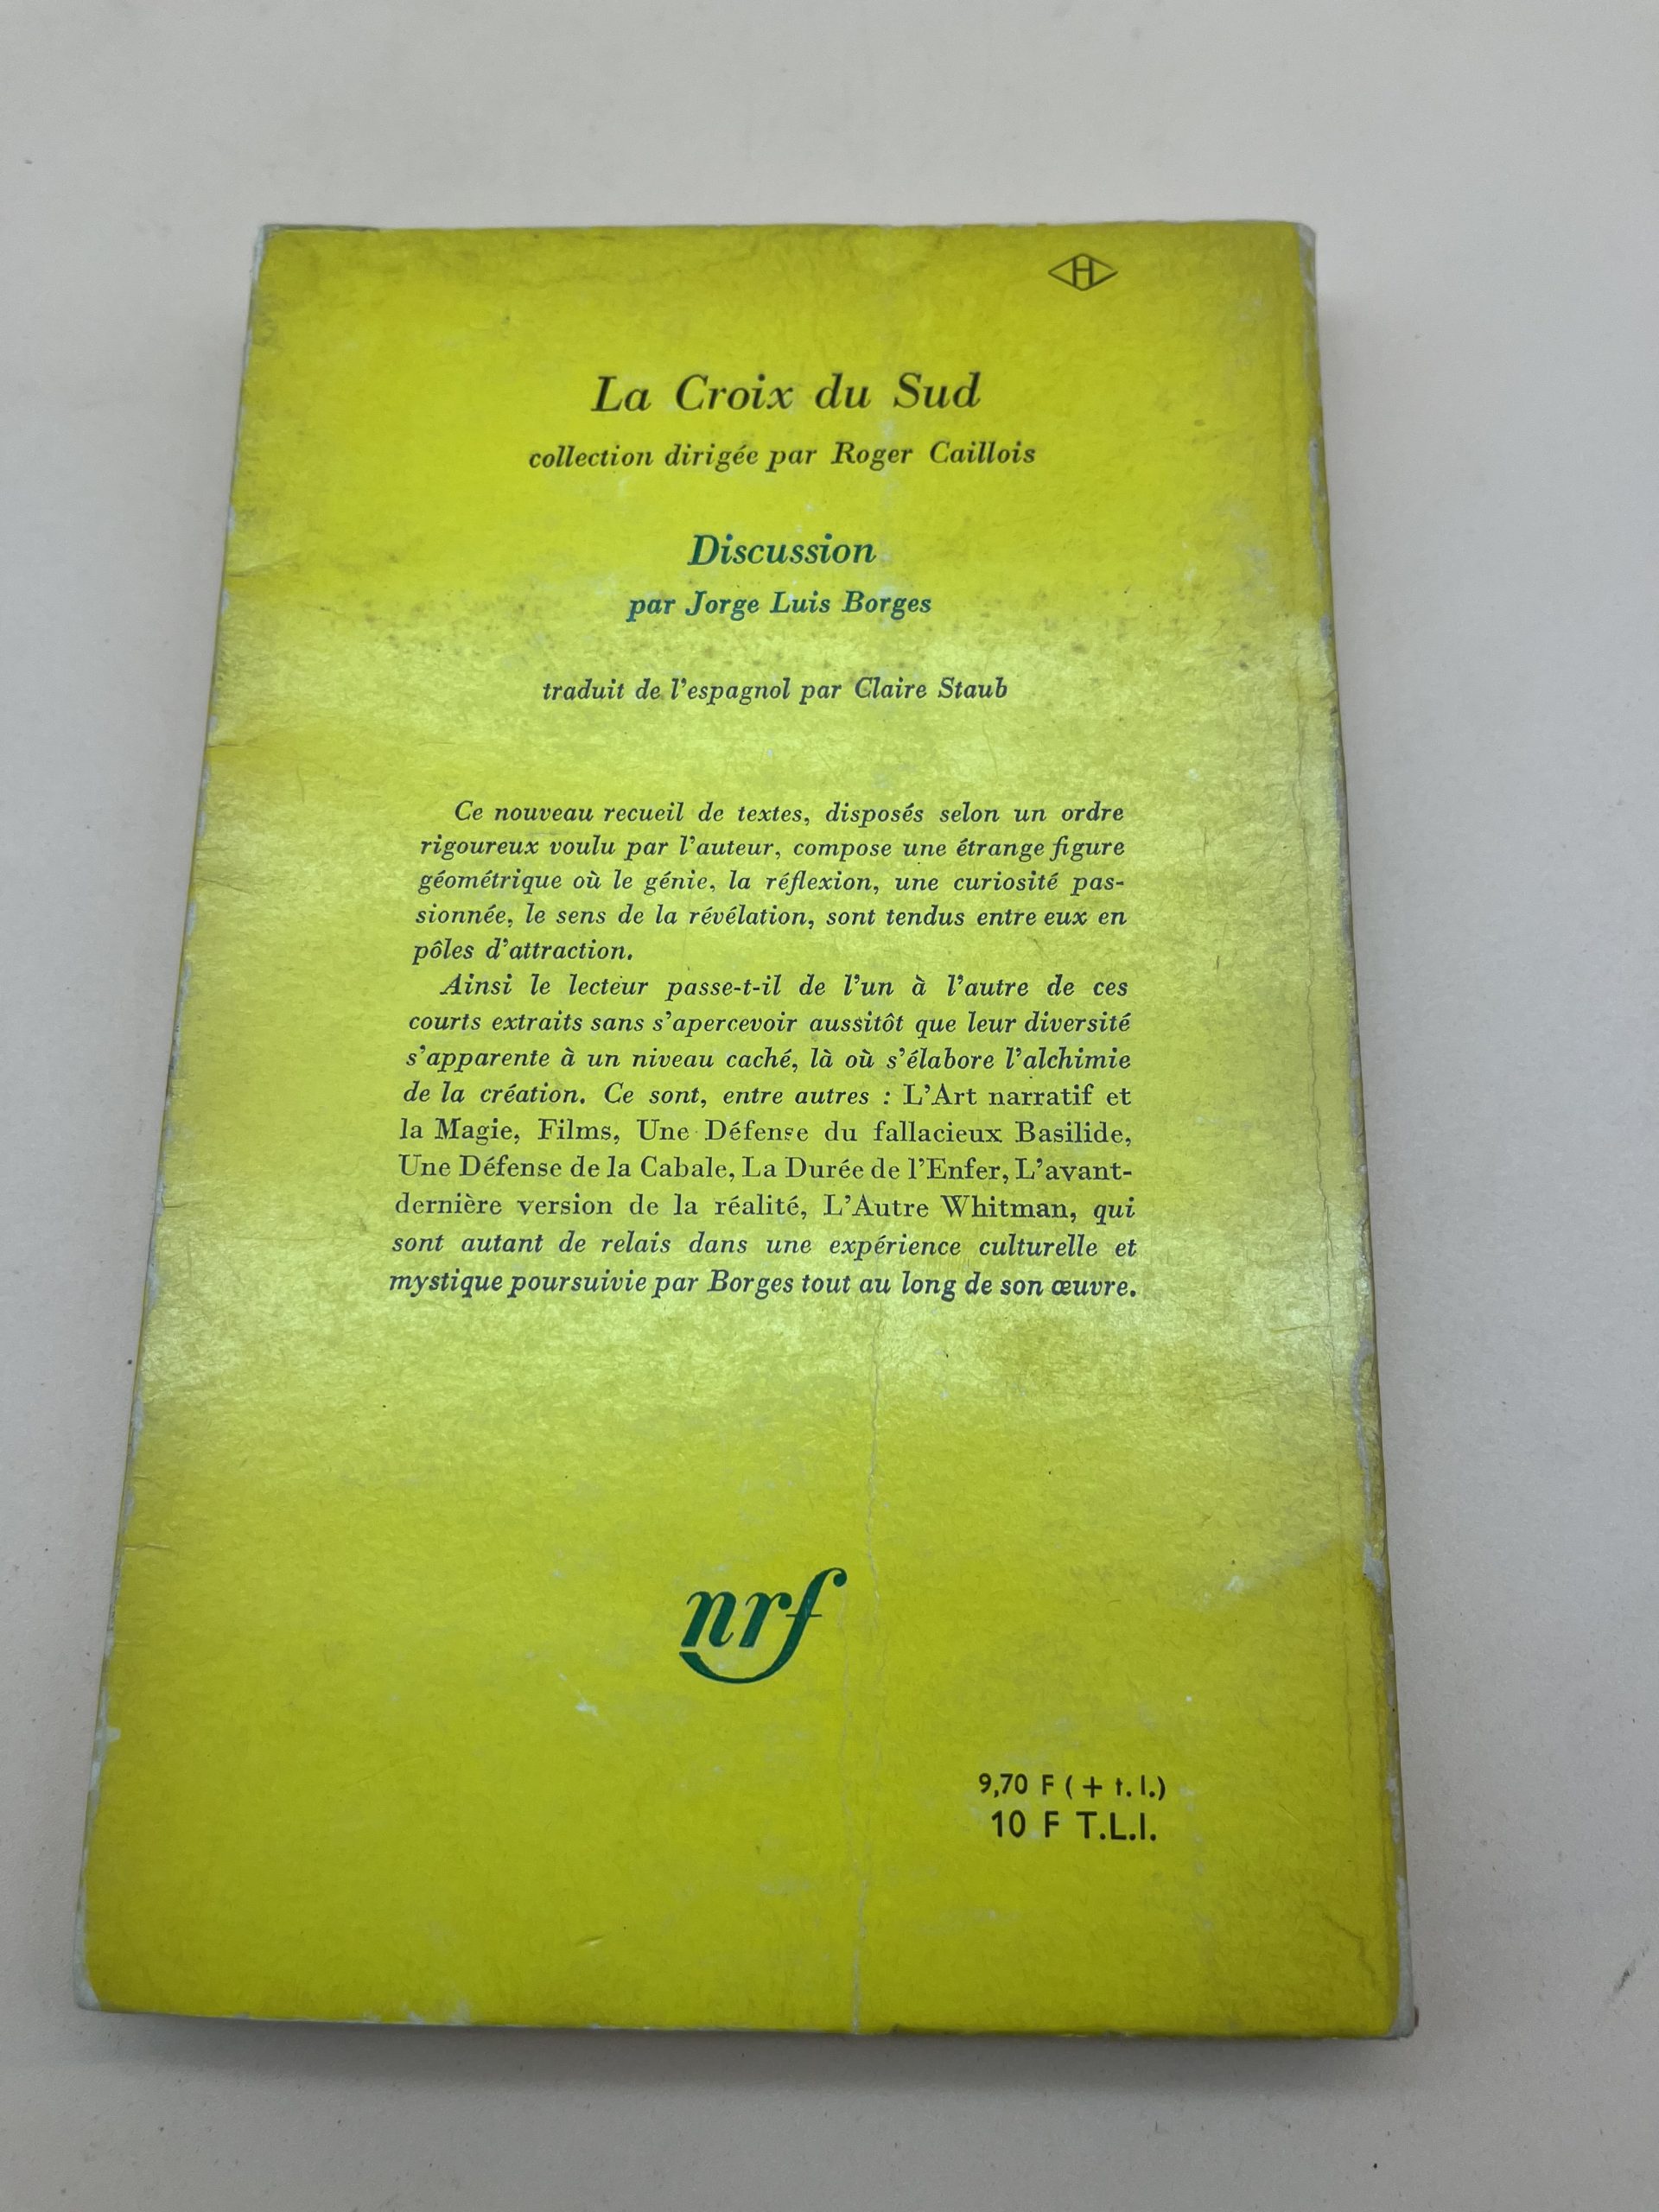 H
La Croix du Sud
collection dirigée par Roger Caillois
Discussion
par Jorge Luis Borges
traduit de l'espagnol par Claire Staub
Ce nouveau recueil de textes, disposés selon un ordre
rigoureux voulu par l'auteur, compose une étrange figure
géométrique où le génie, la réflexion, une curiosité pas-
sionnée, le sens de la révélation, sont tendus entre eux en
pôles d'attraction.
Ainsi le lecteur passe-t-il de l'un à l'autre de ces
courts extraits sans s'apercevoir aussitôt que leur diversité
s'apparente à un niveau caché, là où s'élabore l'alchimie
de la création. Ce sont, entre autres : L'Art narratif et
la Magie, Films, Une Défense du fallacieux Basilide,
Une Défense de la Cabale, La Durée de l'Enfer, L'avant-
dernière version de la réalité, L'Autre Whitman, qui
sont autant de relais dans une expérience culturelle et
mystique poursuivie par Borges tout au long de son œuvre.
nrf
9,70 F (+ t.l.)
10 F T.L.I.